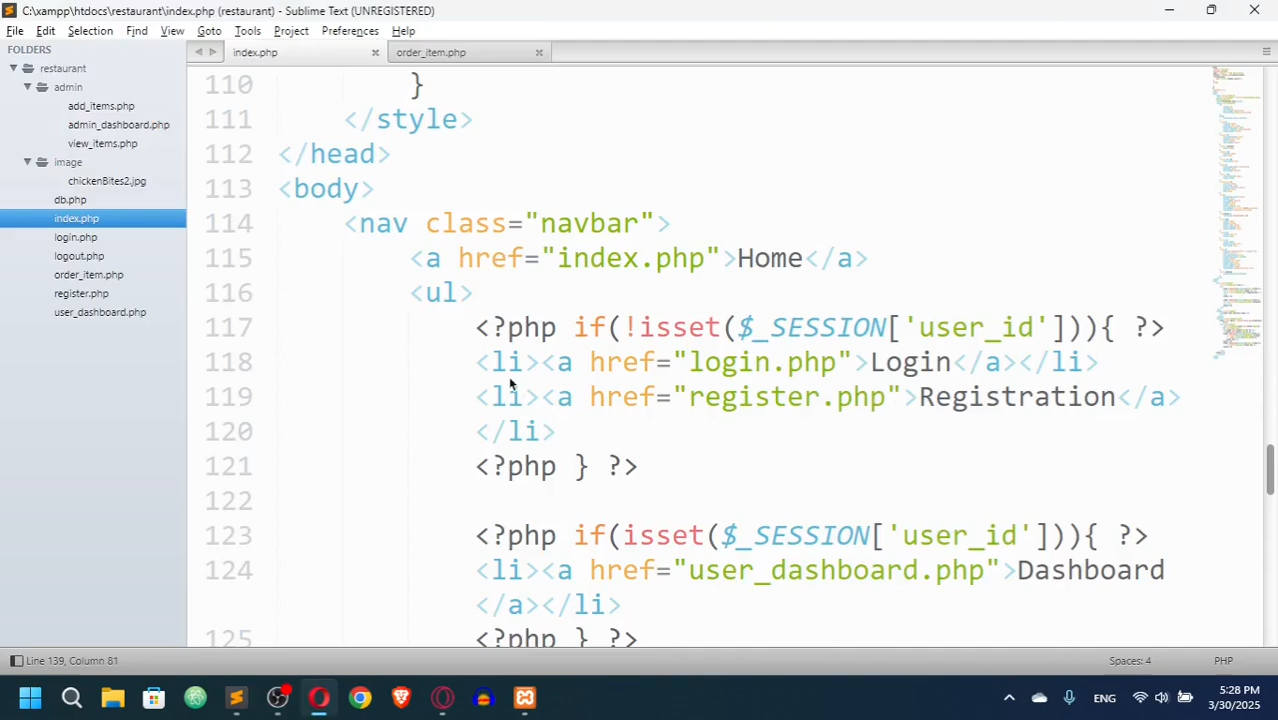 C:\xampp\htdocs\restaurant\index.php (restaurant) - Sublime Text (UNREGISTERED)
File Edit Selection Find View Goto Tools Project Preferences Help
FOLDERS
restaurant
admin
add_items.php
admin_dashboard.php
view_items.php
image
chickenBites2.jpg
db.php
index.php
login.php
logout.php
order_item.php
register.php
user_dashboard.php
index.php order_item.php
110 }
111 </style>
112 </head>
113 <body>
114 <nav class="navbar">
115 <a href="index.php">Home</a>
116 <ul>
117 <?php if(!isset($_SESSION['user_id'])){ ?>
118 <li><a href="login.php">Login</a></li>
119 <li><a href="register.php">Registration</a>
120 </li>
121 <?php } ?>
122
123 <?php if(isset($_SESSION['user_id'])){ ?>
124 <li><a href="user_dashboard.php">Dashboard
</a></li>
125 <?php } ?>
Line 139, Column 81 Spaces: 4 PHP
ENG 5:28 PM
3/30/2025